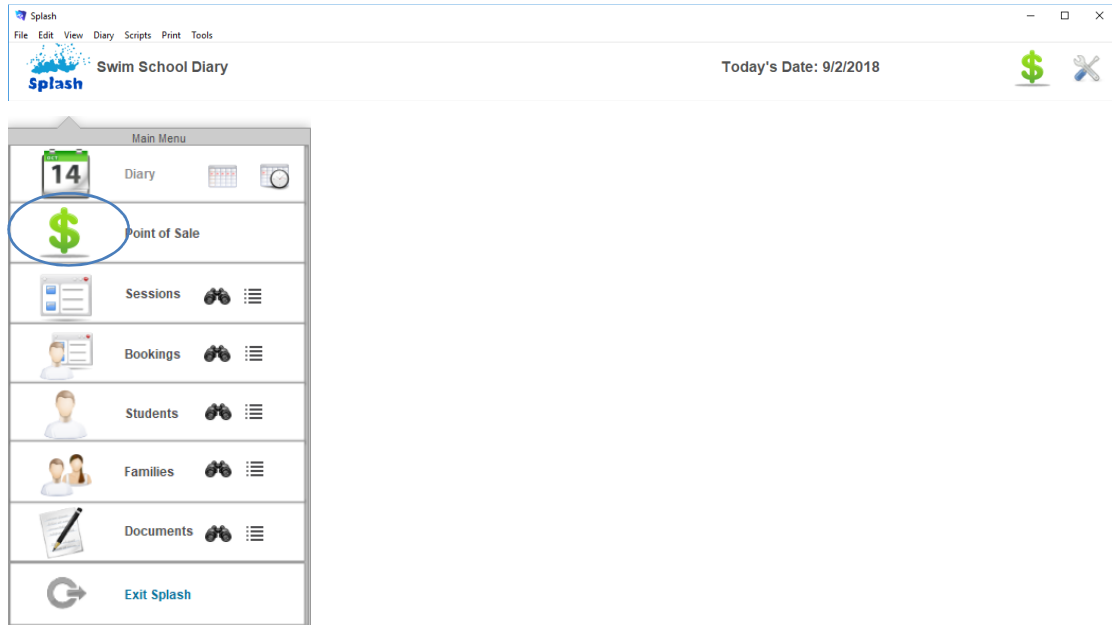 Splash
File Edit View Diary Scripts Print Tools
Splash
Swim School Diary
Today's Date: 9/2/2018
Main Menu
OCT
14
Diary
Point of Sale
Sessions
Bookings
Students
Families
Documents
Exit Splash